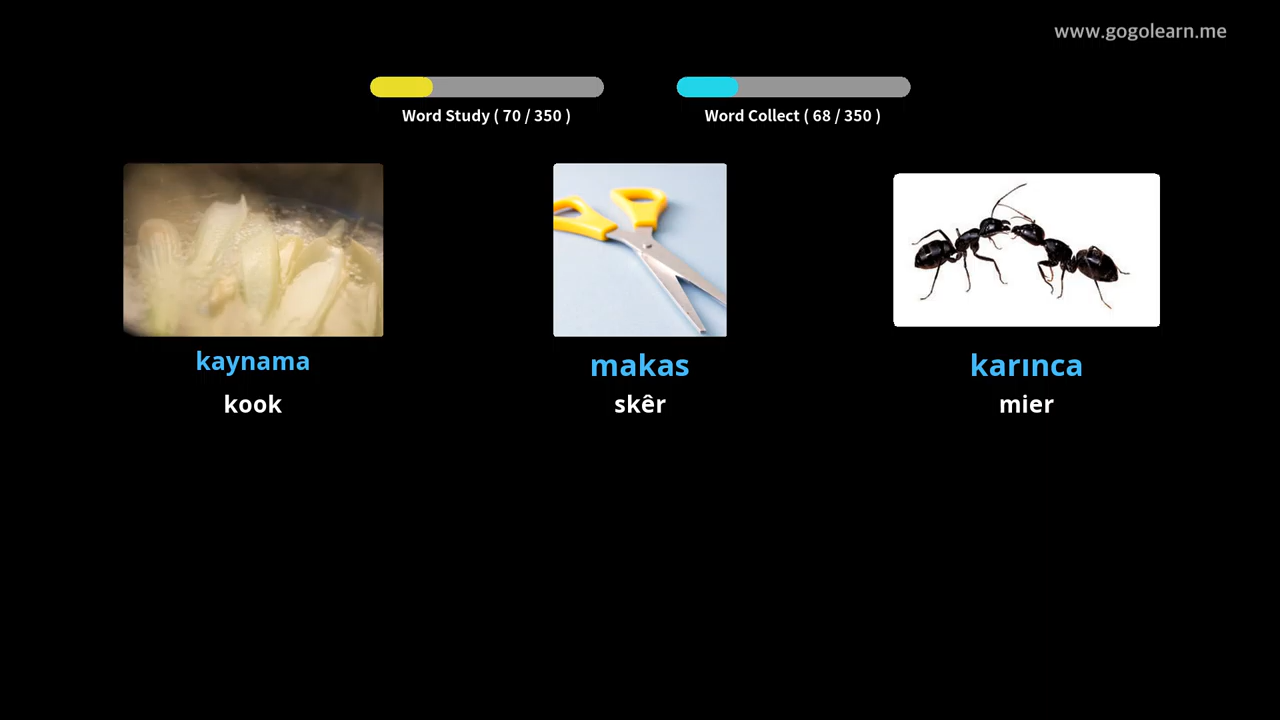 www.gogolearn.me
Word Study ( 70 / 350 )
Word Collect ( 68 / 350 )
kaynama
makas
karınca
kook
skêr
mier